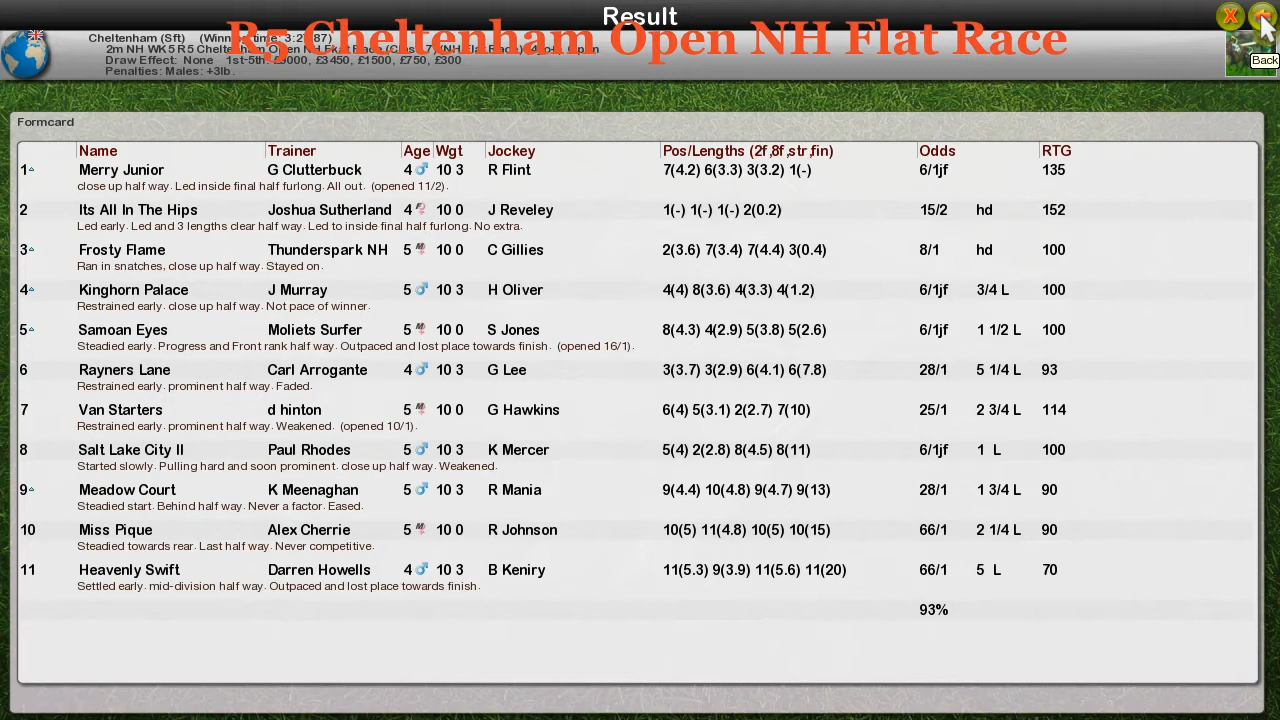 Result
R5 Cheltenham Open NH Flat Race
Cheltenham (Sft) (Winning time: 3:27.87)
2m NH WK5 R5 Cheltenham Open NH Flat Race
Draw Effect: None 1st-5th: £9000, £3450, £1500, £750, £300
Penalties: Males: +3lb.
Back
Formcard
Name Trainer Age Wgt Jockey Pos/Lengths (2f,8f,str,fin) Odds RTG
1 Merry Junior G Clutterbuck 4 10 3 R Flint 7(4.2) 6(3.3) 3(3.2) 1(-) 6/1jf 135
close up half way. Led inside final half furlong. All out. (opened 11/2).
2 Its All In The Hips Joshua Sutherland 4 10 0 J Reveley 1(-) 1(-) 1(-) 2(0.2) 15/2 hd 152
Led early. Led and 3 lengths clear half way. Led to inside final half furlong. No extra.
3 Frosty Flame Thunderspark NH 5 10 0 C Gillies 2(3.6) 7(3.4) 7(4.4) 3(0.4) 8/1 hd 100
Ran in snatches, close up half way. Stayed on.
4 Kinghorn Palace J Murray 5 10 3 H Oliver 4(4) 8(3.6) 4(3.3) 4(1.2) 6/1jf 3/4 L 100
Restrained early. close up half way. Not pace of winner.
5 Samoan Eyes Moliets Surfer 5 10 0 S Jones 8(4.3) 4(2.9) 5(3.8) 5(2.6) 6/1jf 1 1/2 L 100
Steadied early. Progress and Front rank half way. Outpaced and lost place towards finish. (opened 16/1).
6 Rayners Lane Carl Arrogante 4 10 3 G Lee 3(3.7) 3(2.9) 6(4.1) 6(7.8) 28/1 5 1/4 L 93
Restrained early. prominent half way. Faded.
7 Van Starters d hinton 5 10 0 G Hawkins 6(4) 5(3.1) 2(2.7) 7(10) 25/1 2 3/4 L 114
Restrained early. prominent half way. Weakened. (opened 10/1).
8 Salt Lake City II Paul Rhodes 5 10 3 K Mercer 5(4) 2(2.8) 8(4.5) 8(11) 6/1jf 1 L 100
Started slowly. Pulling hard and soon prominent. close up half way. Weakened.
9 Meadow Court K Meenaghan 5 10 3 R Mania 9(4.4) 10(4.8) 9(4.7) 9(13) 28/1 1 3/4 L 90
Steadied start. Behind half way. Never a factor. Eased.
10 Miss Pique Alex Cherrie 5 10 0 R Johnson 10(5) 11(4.8) 10(5) 10(15) 66/1 2 1/4 L 90
Steadied towards rear. Last half way. Never competitive.
11 Heavenly Swift Darren Howells 4 10 3 B Keniry 11(5.3) 9(3.9) 11(5.6) 11(20) 66/1 5 L 70
Settled early. mid-division half way. Outpaced and lost place towards finish.
93%